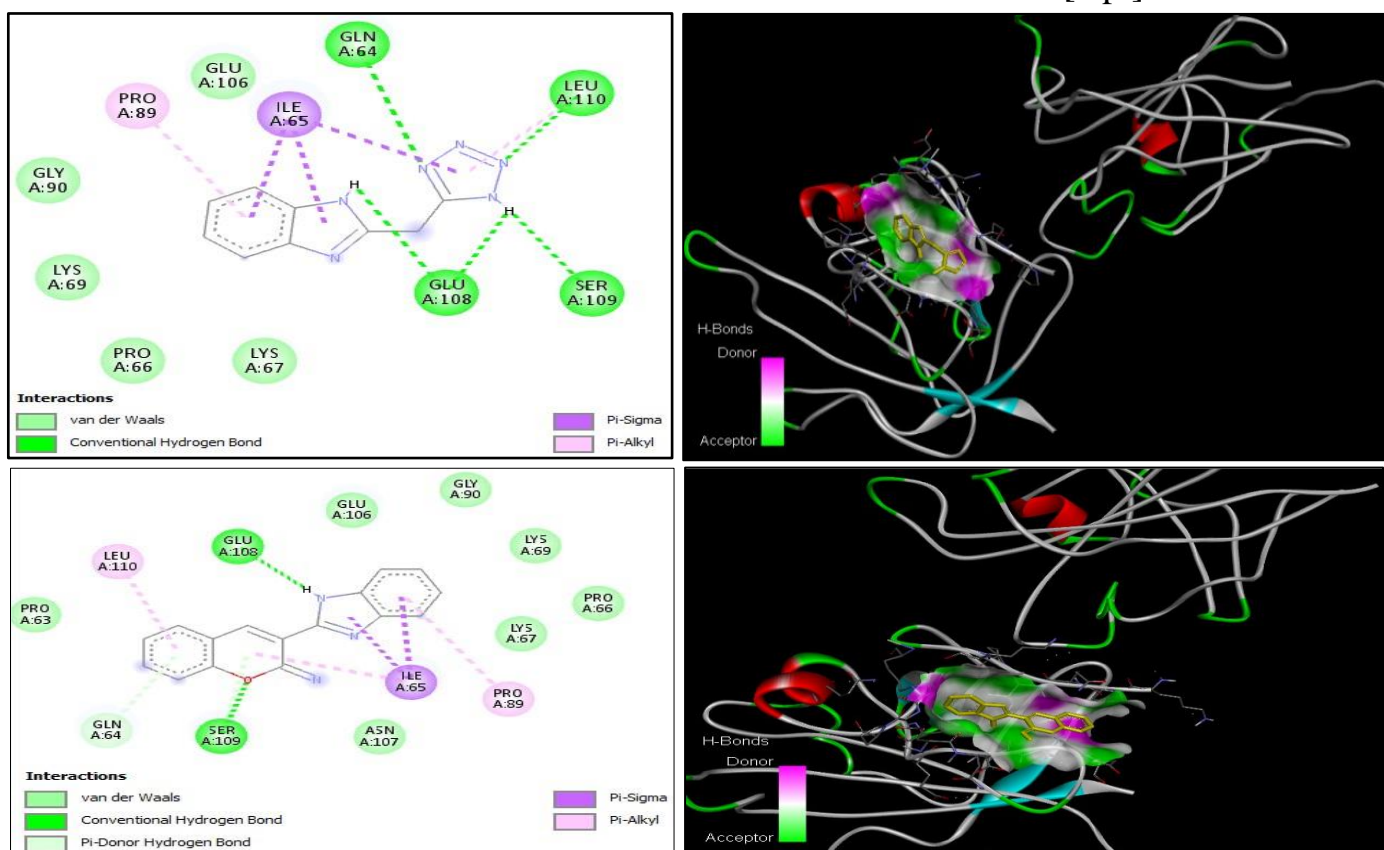 GLN
A:64
GLU
A:106
LEU
A:110
PRO
A:89
ILE
A:65
N
N
N
N
H
N
H
N
N
GLY
A:90
LYS
A:69
GLU
A:108
SER
A:109
PRO
A:66
LYS
A:67
Interactions
van der Waals
Conventional Hydrogen Bond
Pi-Sigma
Pi-Alkyl
H-Bonds
Donor
Acceptor
GLY
A:90
GLU
A:106
GLU
A:108
LYS
A:69
LEU
A:110
H
N
PRO
A:63
PRO
A:66
LYS
A:67
N
O
N
ILE
A:65
PRO
A:89
GLN
A:64
SER
A:109
ASN
A:107
Interactions
van der Waals
Conventional Hydrogen Bond
Pi-Donor Hydrogen Bond
Pi-Sigma
Pi-Alkyl
H-Bonds
Donor
Acceptor